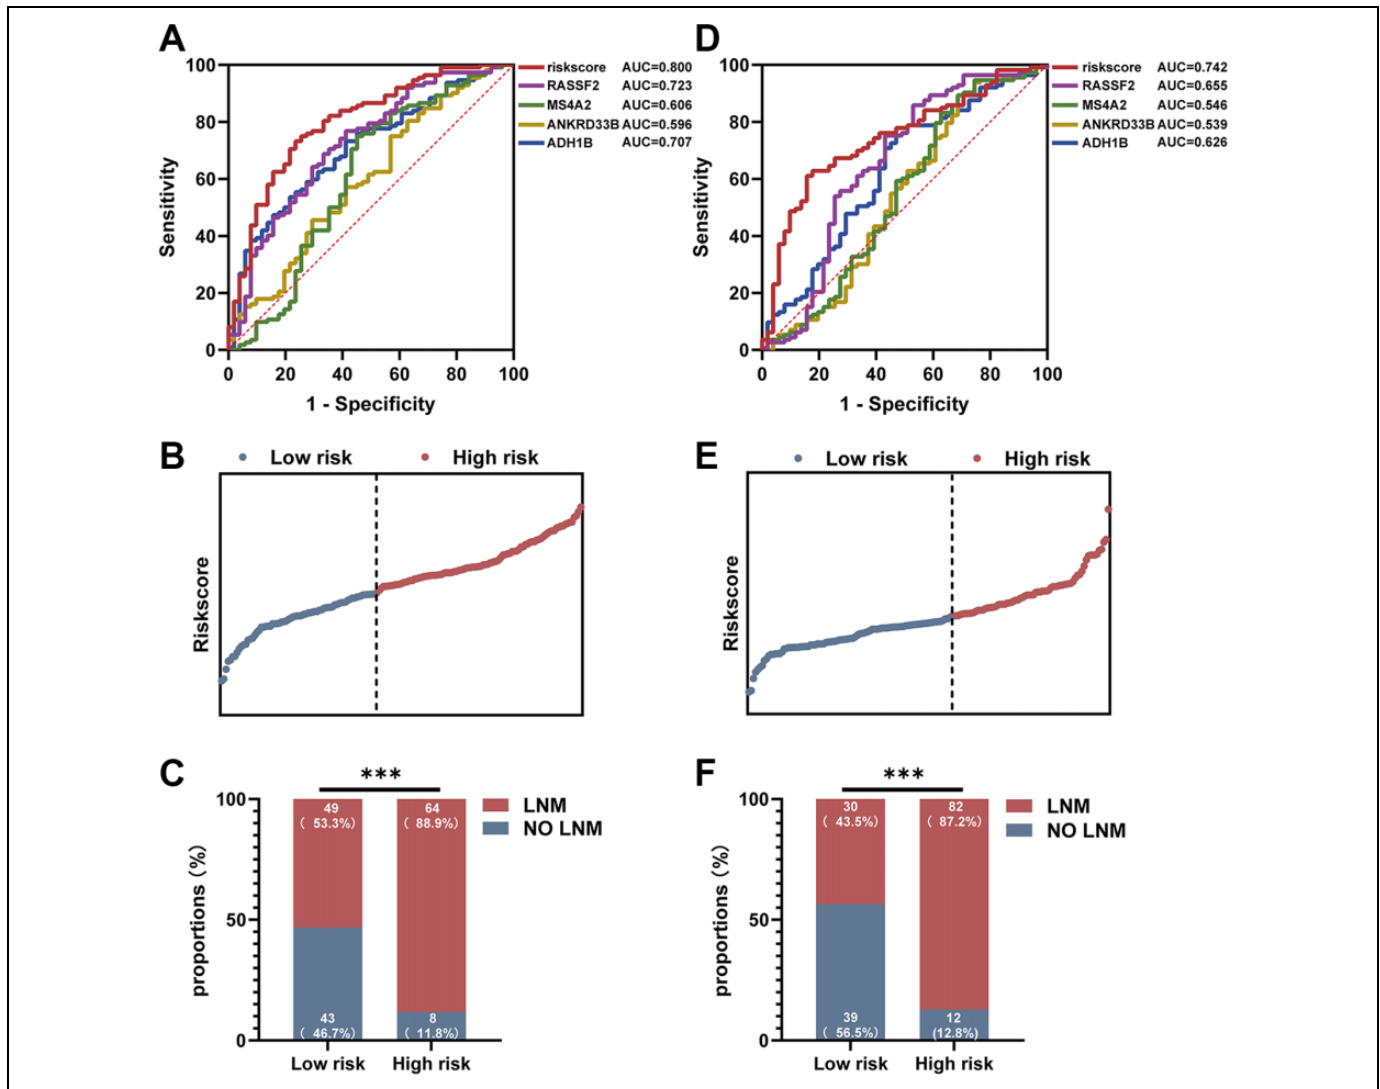 A
100
80
60
40
20
0
Sensitivity
0 20 40 60 80 100
1 - Specificity
riskscore AUC=0.800
RASSF2 AUC=0.723
MS4A2 AUC=0.606
ANKRD33B AUC=0.596
ADH1B AUC=0.707
D
100
80
60
40
20
0
Sensitivity
0 20 40 60 80 100
1 - Specificity
riskscore AUC=0.742
RASSF2 AUC=0.655
MS4A2 AUC=0.546
ANKRD33B AUC=0.539
ADH1B AUC=0.626
B
Low risk High risk
Riskscore
E
Low risk High risk
Riskscore
C
***
100
50
0
proportions (%)
49
( 53.3%)
64
( 88.9%)
43
( 46.7%)
8
( 11.8%)
Low risk High risk
LNM
NO LNM
F
***
100
50
0
proportions (%)
30
( 43.5%)
82
( 87.2%)
39
( 56.5%)
12
(12.8%)
Low risk High risk
LNM
NO LNM